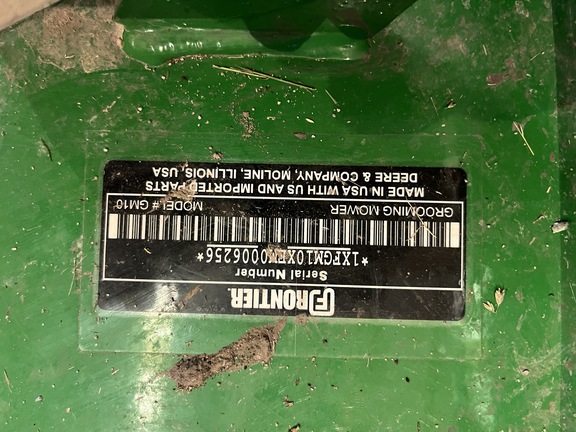 FRONTIER.
Serial Number
*1XFGM10XEK0006256*
GROOMING MOWER MODEL# GM10
MADE IN USA WITH US AND IMPORTED PARTS
DEERE & COMPANY, MOLINE, ILLINOIS, USA